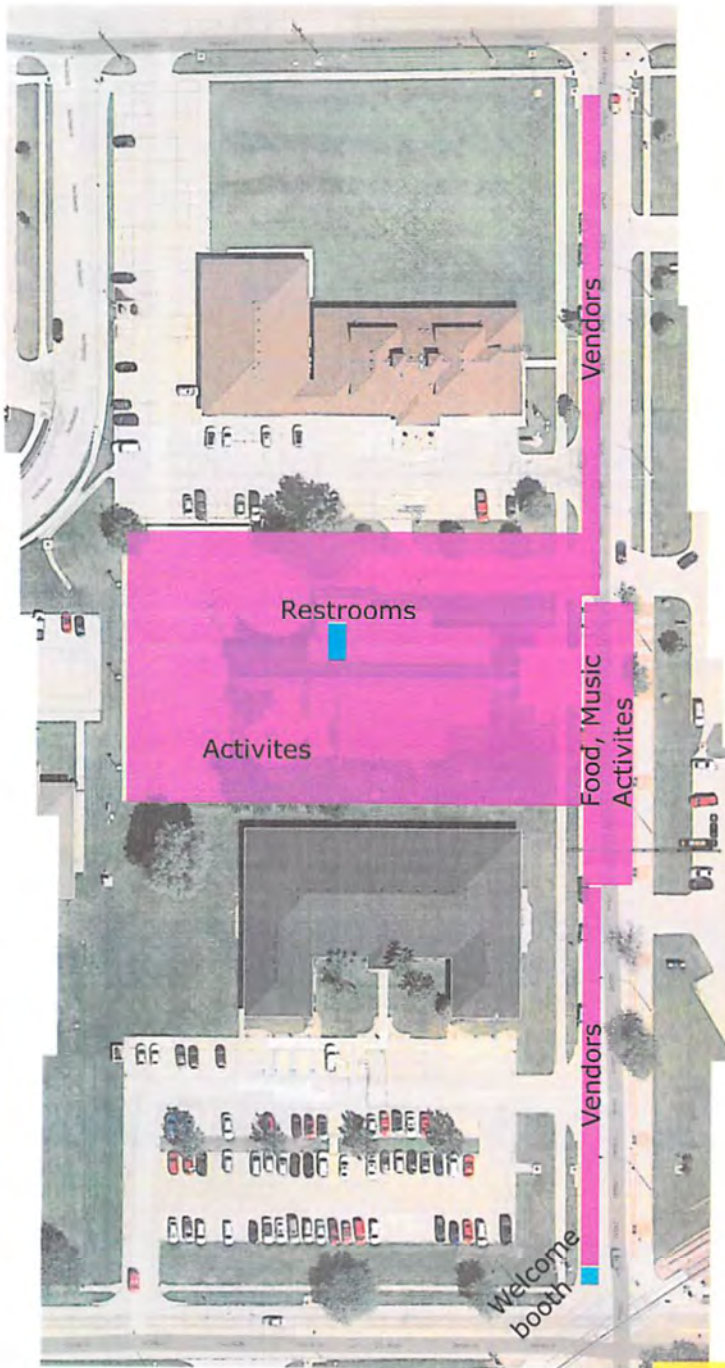 Vendors
Restrooms
Activites
Food, Music
Activites
Vendors
Welcome
booth